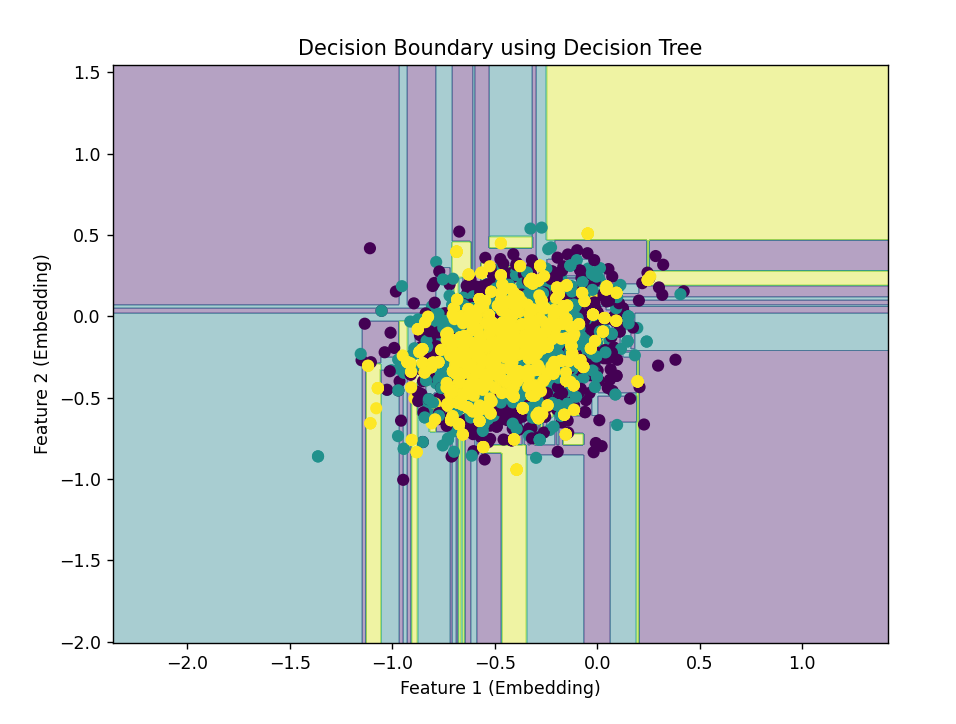 Decision Boundary using Decision Tree
1.5
1.0
0.5
0.0
−0.5
−1.0
−1.5
−2.0
Feature 2 (Embedding)
−2.0 −1.5 −1.0 −0.5 0.0 0.5 1.0
Feature 1 (Embedding)